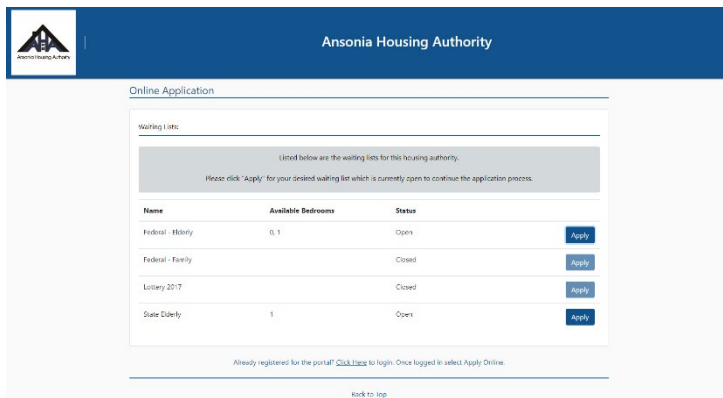 AHA
Ansonia Housing Authority
Ansonia Housing Authority
Online Application
Waiting Lists:
Listed below are the waiting lists for this housing authority.
Please click "Apply" for your desired waiting list which is currently open to continue the application process.
Name Available Bedrooms Status
Federal - Elderly 0, 1 Open Apply
Federal - Family Closed Apply
Lottery 2017 Closed Apply
State Elderly 1 Open Apply
Already registered for the portal? Click Here to login. Once logged in select Apply Online.
Back to Top